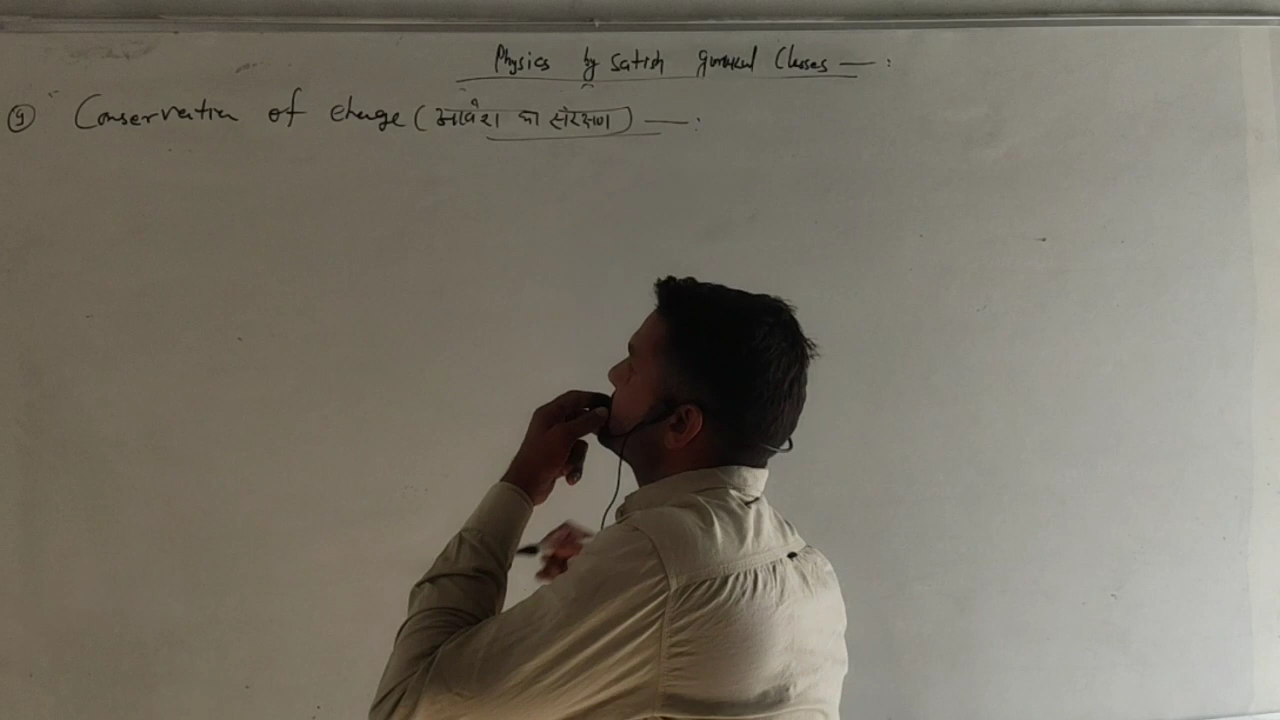 Physics by Satish gurukul Classes —:
9 Conservation of charge (आवेश का संरक्षण) —: